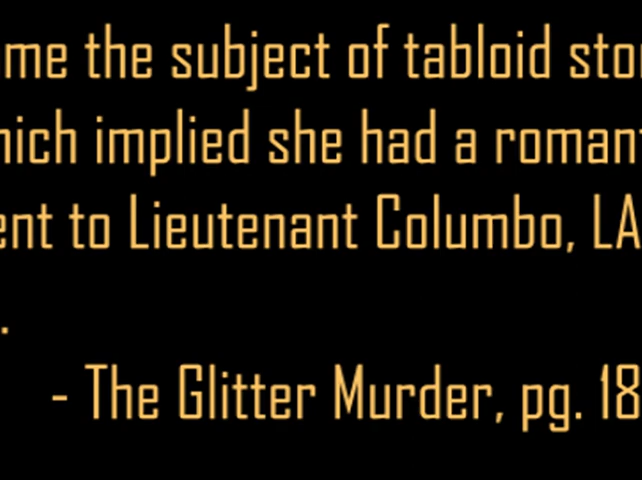 me the subject of tabloid sto
hich implied she had a roman
ent to Lieutenant Columbo, LA
.
- The Glitter Murder, pg. 18